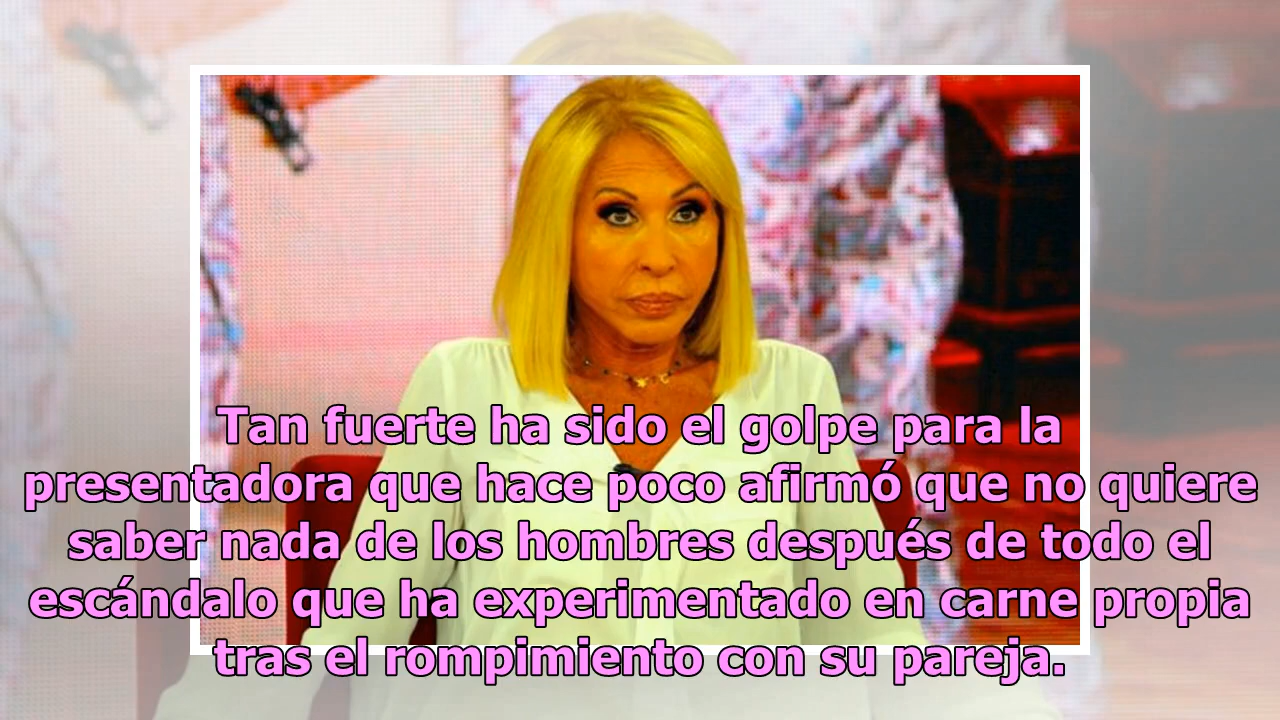 Tan fuerte ha sido el golpe para la
presentadora que hace poco afirmó que no quiere
saber nada de los hombres después de todo el
escándalo que ha experimentado en carne propia
tras el rompimiento con su pareja.